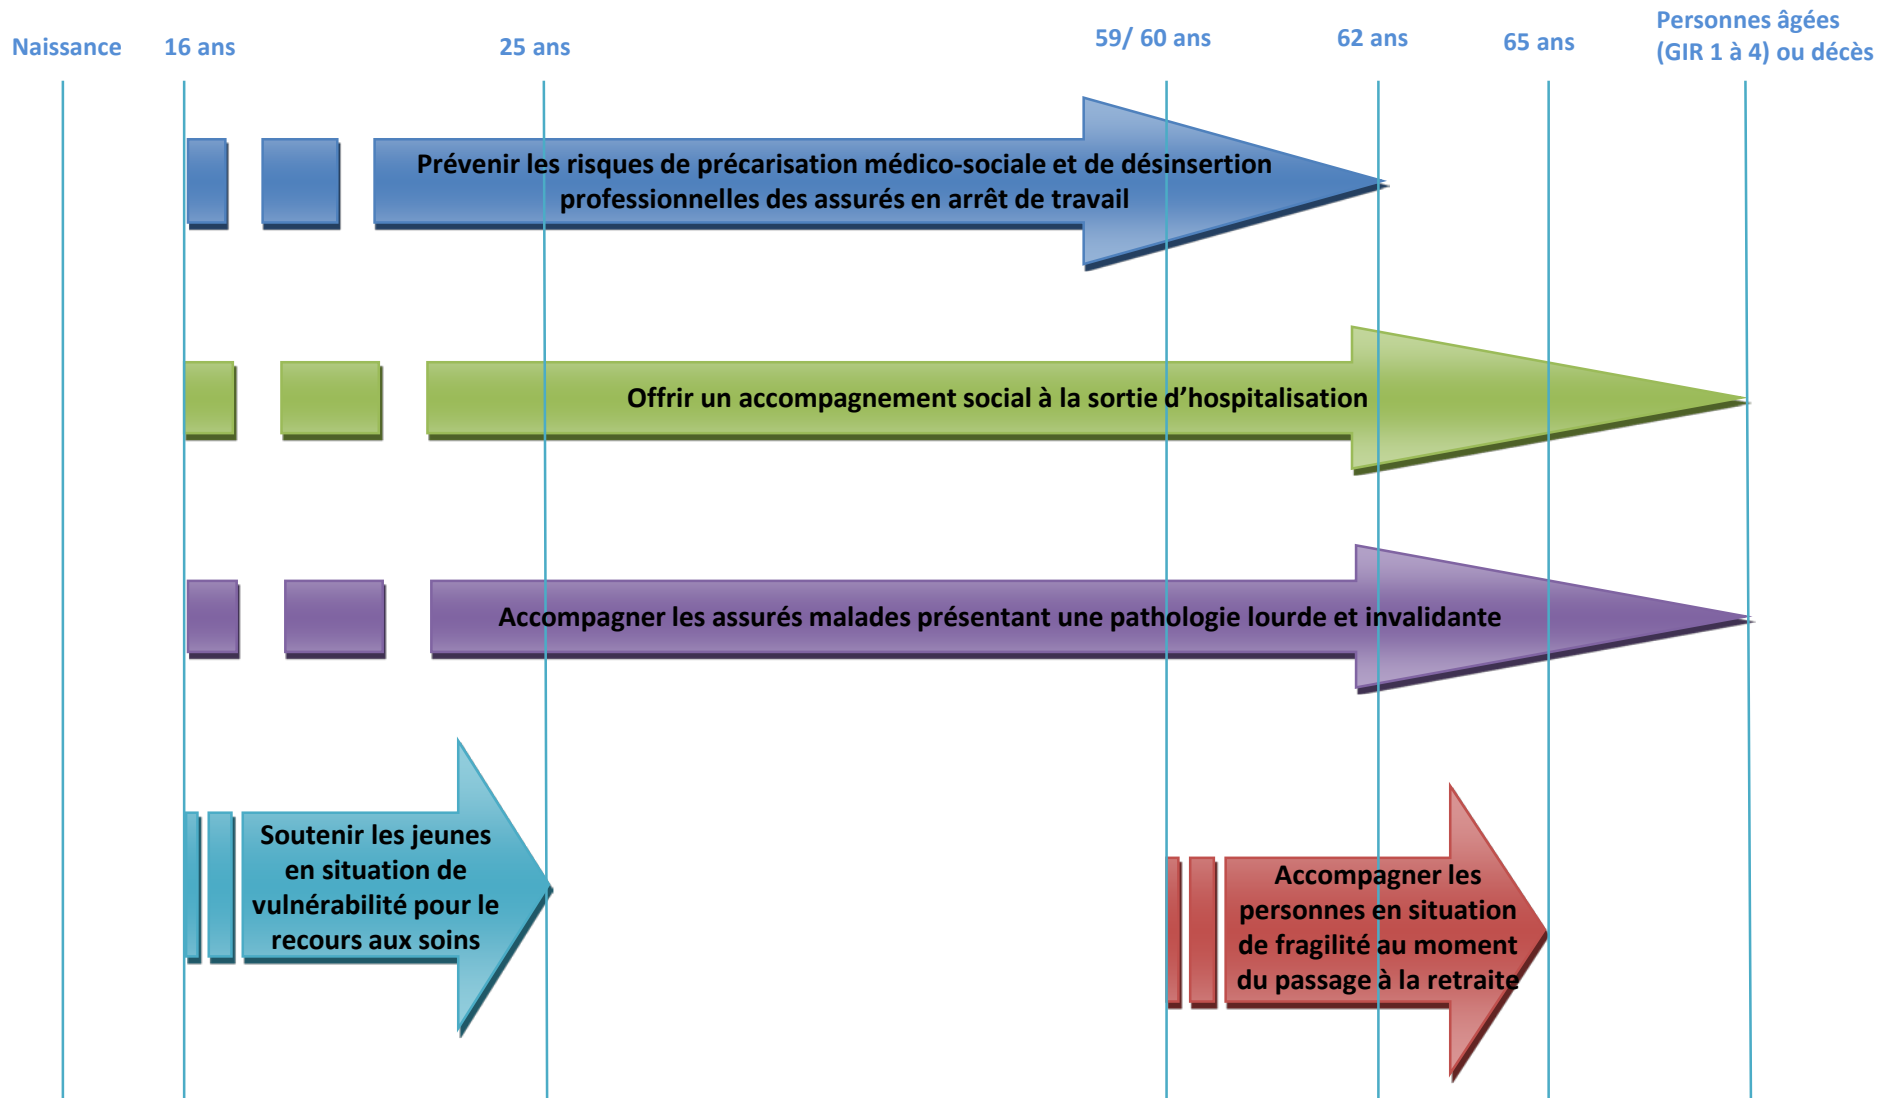 Naissance
16 ans
25 ans
59/ 60 ans
62 ans
65 ans
Personnes âgées
(GIR 1 à 4) ou décès
Prévenir les risques de précarisation médico-sociale et de désinsertion
professionnelles des assurés en arrêt de travail
Offrir un accompagnement social à la sortie d’hospitalisation
Accompagner les assurés malades présentant une pathologie lourde et invalidante
Soutenir les jeunes
en situation de
vulnérabilité pour le
recours aux soins
Accompagner les
personnes en situation
de fragilité au moment
du passage à la retraite